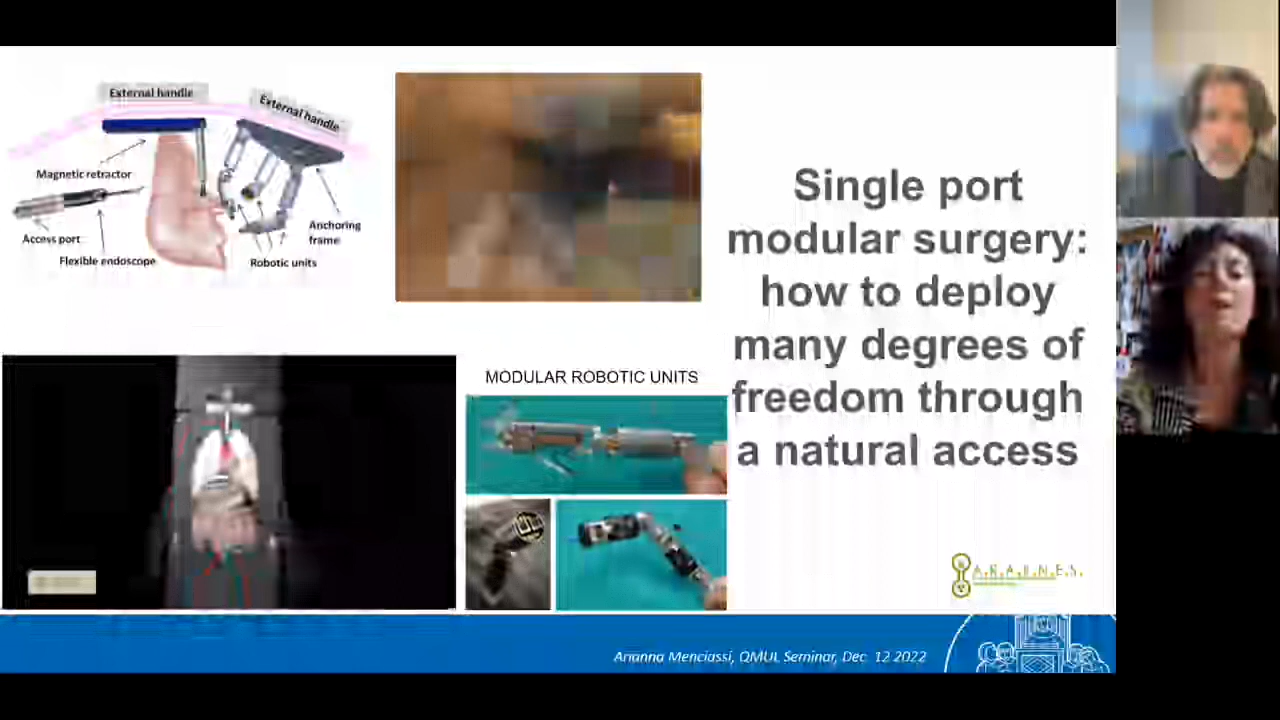 External handle
External handle
Magnetic retractor
Access port
Flexible endoscope
Anchoring
frame
Robotic units
Single port
modular surgery:
how to deploy
many degrees of
freedom through
a natural access
MODULAR ROBOTIC UNITS
Arianna Menciassi, QMUL Seminar, Dec 12 2022